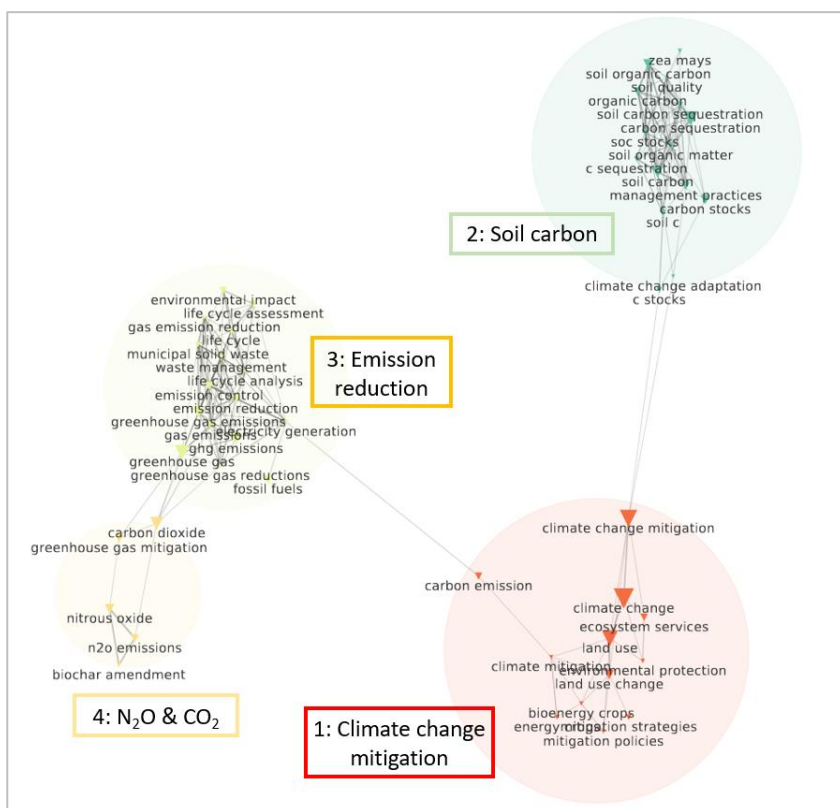 zea mays
soil organic carbon
soil quality
organic carbon
soil carbon sequestration
carbon sequestration
soc stocks
soil organic matter
c sequestration
soil carbon
management practices
carbon stocks
soil c
2: Soil carbon
climate change adaptation
c stocks
environmental impact
life cycle assessment
gas emission reduction
life cycle
municipal solid waste
waste management
life cycle analysis
emission control
emission reduction
greenhouse gas emissions
electricity generation
gas emissions
ghg emissions
greenhouse gas
greenhouse gas reductions
fossil fuels
3: Emission
reduction
carbon dioxide
greenhouse gas mitigation
nitrous oxide
n2o emissions
biochar amendment
4: N₂O & CO₂
climate change mitigation
carbon emission
climate change
ecosystem services
land use
climate mitigation
environmental protection
land use change
bioenergy crops
energy crops
mitigation strategies
mitigation policies
1: Climate change
mitigation